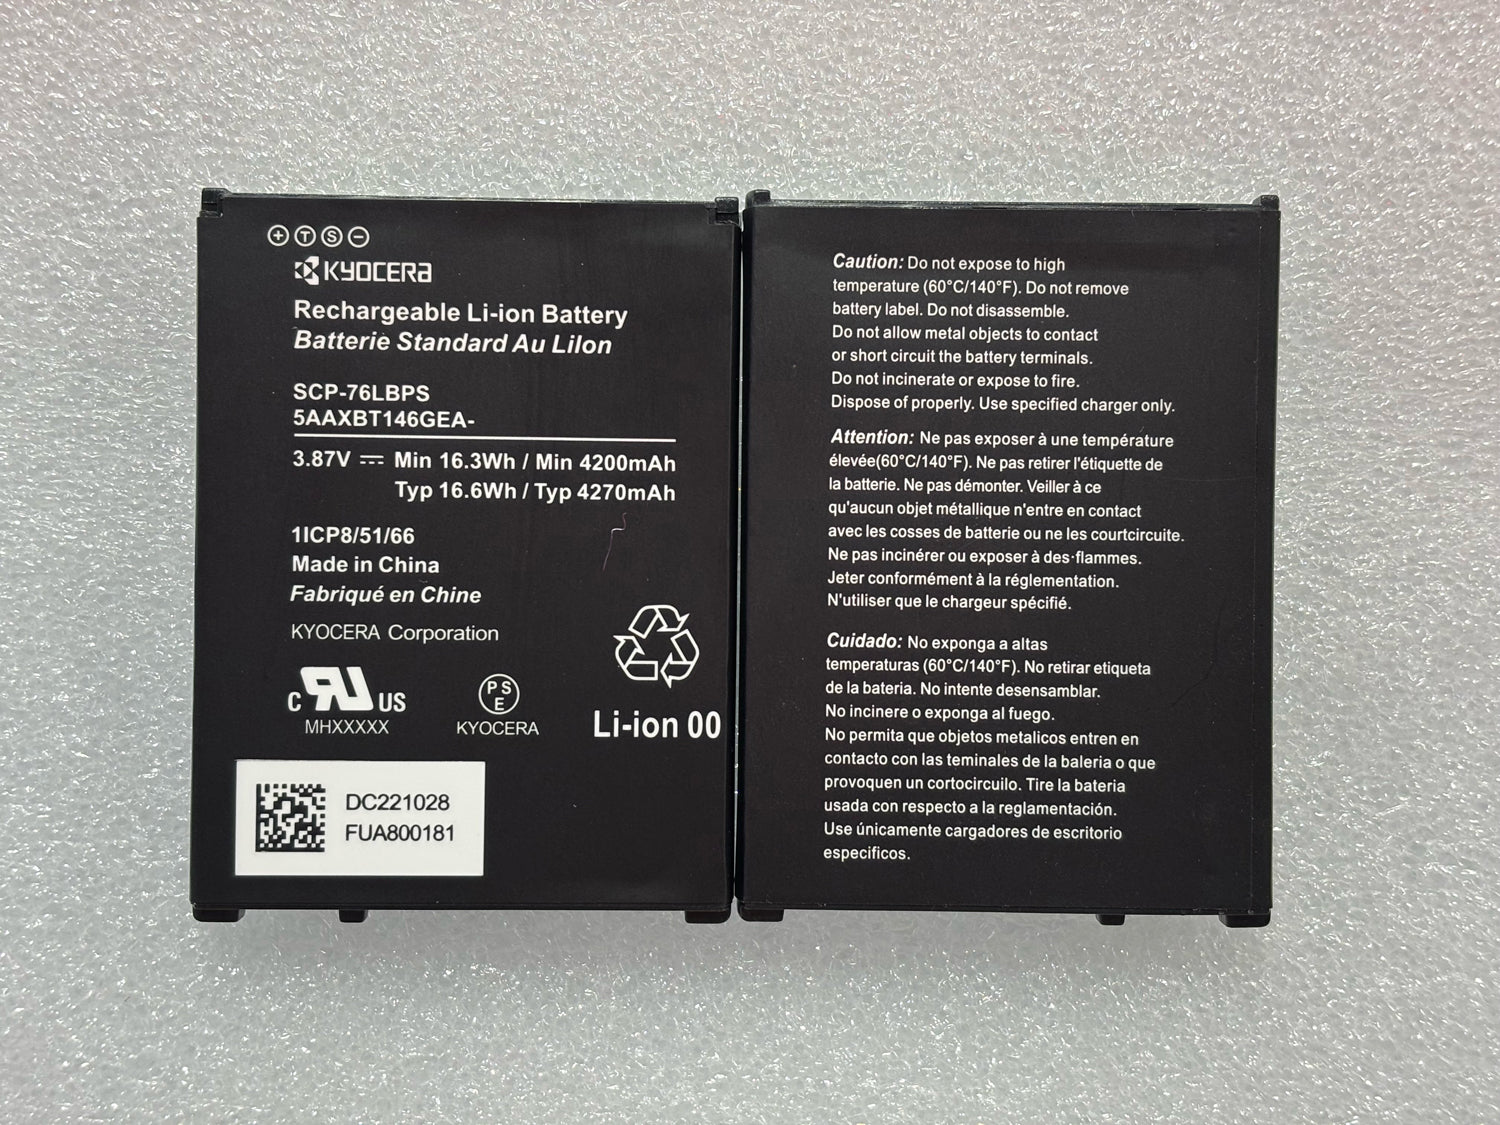 + T S −
KYOCERA
Rechargeable Li-ion Battery
Batterie Standard Au LiIon
SCP-76LBPS
5AAXBT146GEA-
3.87V ⎓ Min 16.3Wh / Min 4200mAh
Typ 16.6Wh / Typ 4270mAh
1ICP8/51/66
Made in China
Fabriqué en Chine
KYOCERA Corporation
c RU US
MHXXXXX
PS
E
KYOCERA
Li-ion 00
DC221028
FUA800181
Caution: Do not expose to high
temperature (60°C/140°F). Do not remove
battery label. Do not disassemble.
Do not allow metal objects to contact
or short circuit the battery terminals.
Do not incinerate or expose to fire.
Dispose of properly. Use specified charger only.
Attention: Ne pas exposer à une température
élevée(60°C/140°F). Ne pas retirer l'étiquette de
la batterie. Ne pas démonter. Veiller à ce
qu'aucun objet métallique n'entre en contact
avec les cosses de batterie ou ne les courtcircuite.
Ne pas incinérer ou exposer à des·flammes.
Jeter conformément à la réglementation.
N'utiliser que le chargeur spécifié.
Cuidado: No exponga a altas
temperaturas (60°C/140°F). No retirar etiqueta
de la bateria. No intente desensamblar.
No incinere o exponga al fuego.
No permita que objetos metalicos entren en
contacto con las teminales de la baleria o que
provoquen un cortocircuilo. Tire la bateria
usada con respecto a la reglamentación.
Use únicamente cargadores de escritorio
especificos.